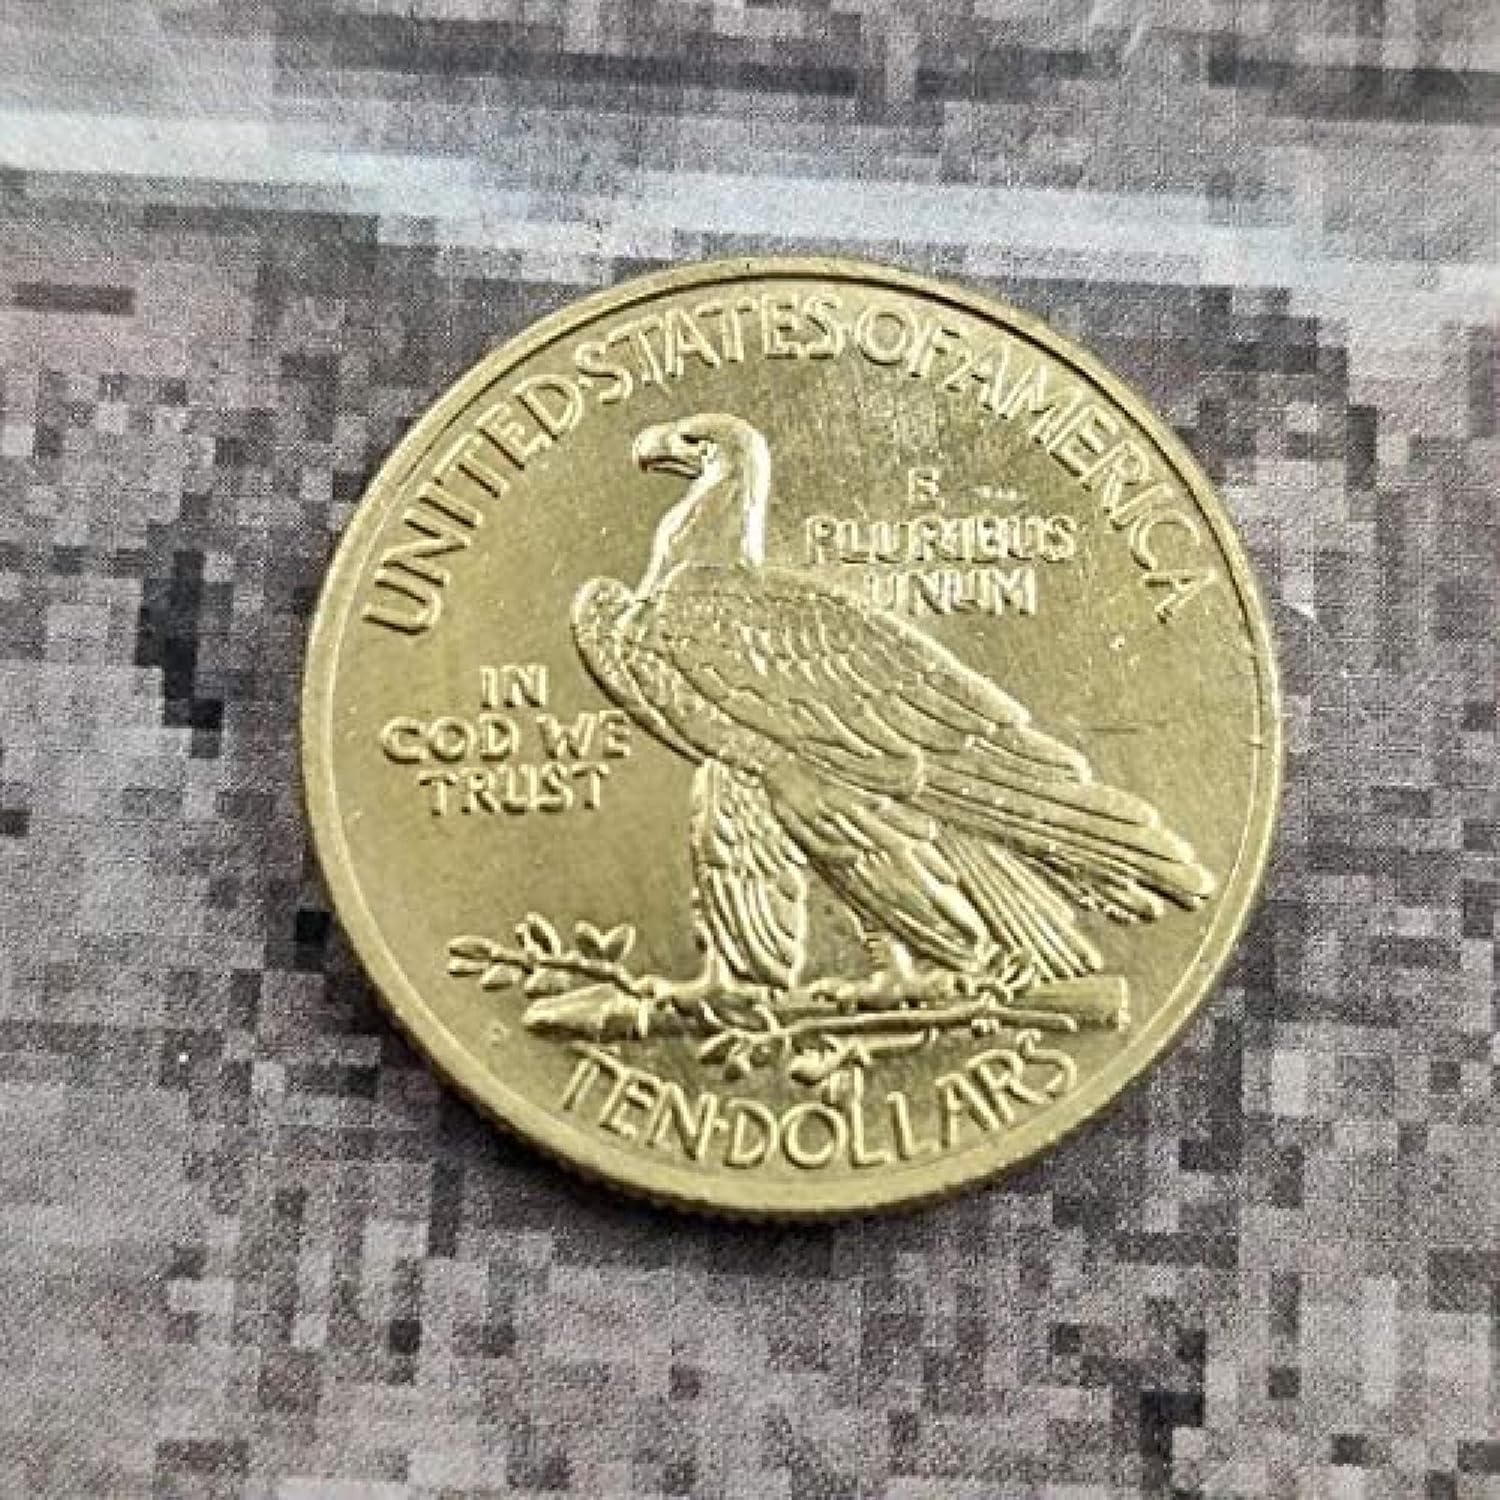 UNITED·STATES·OF·AMERICA
E
PLURIBUS
UNUM
IN
GOD WE
TRUST
TEN·DOLLARS